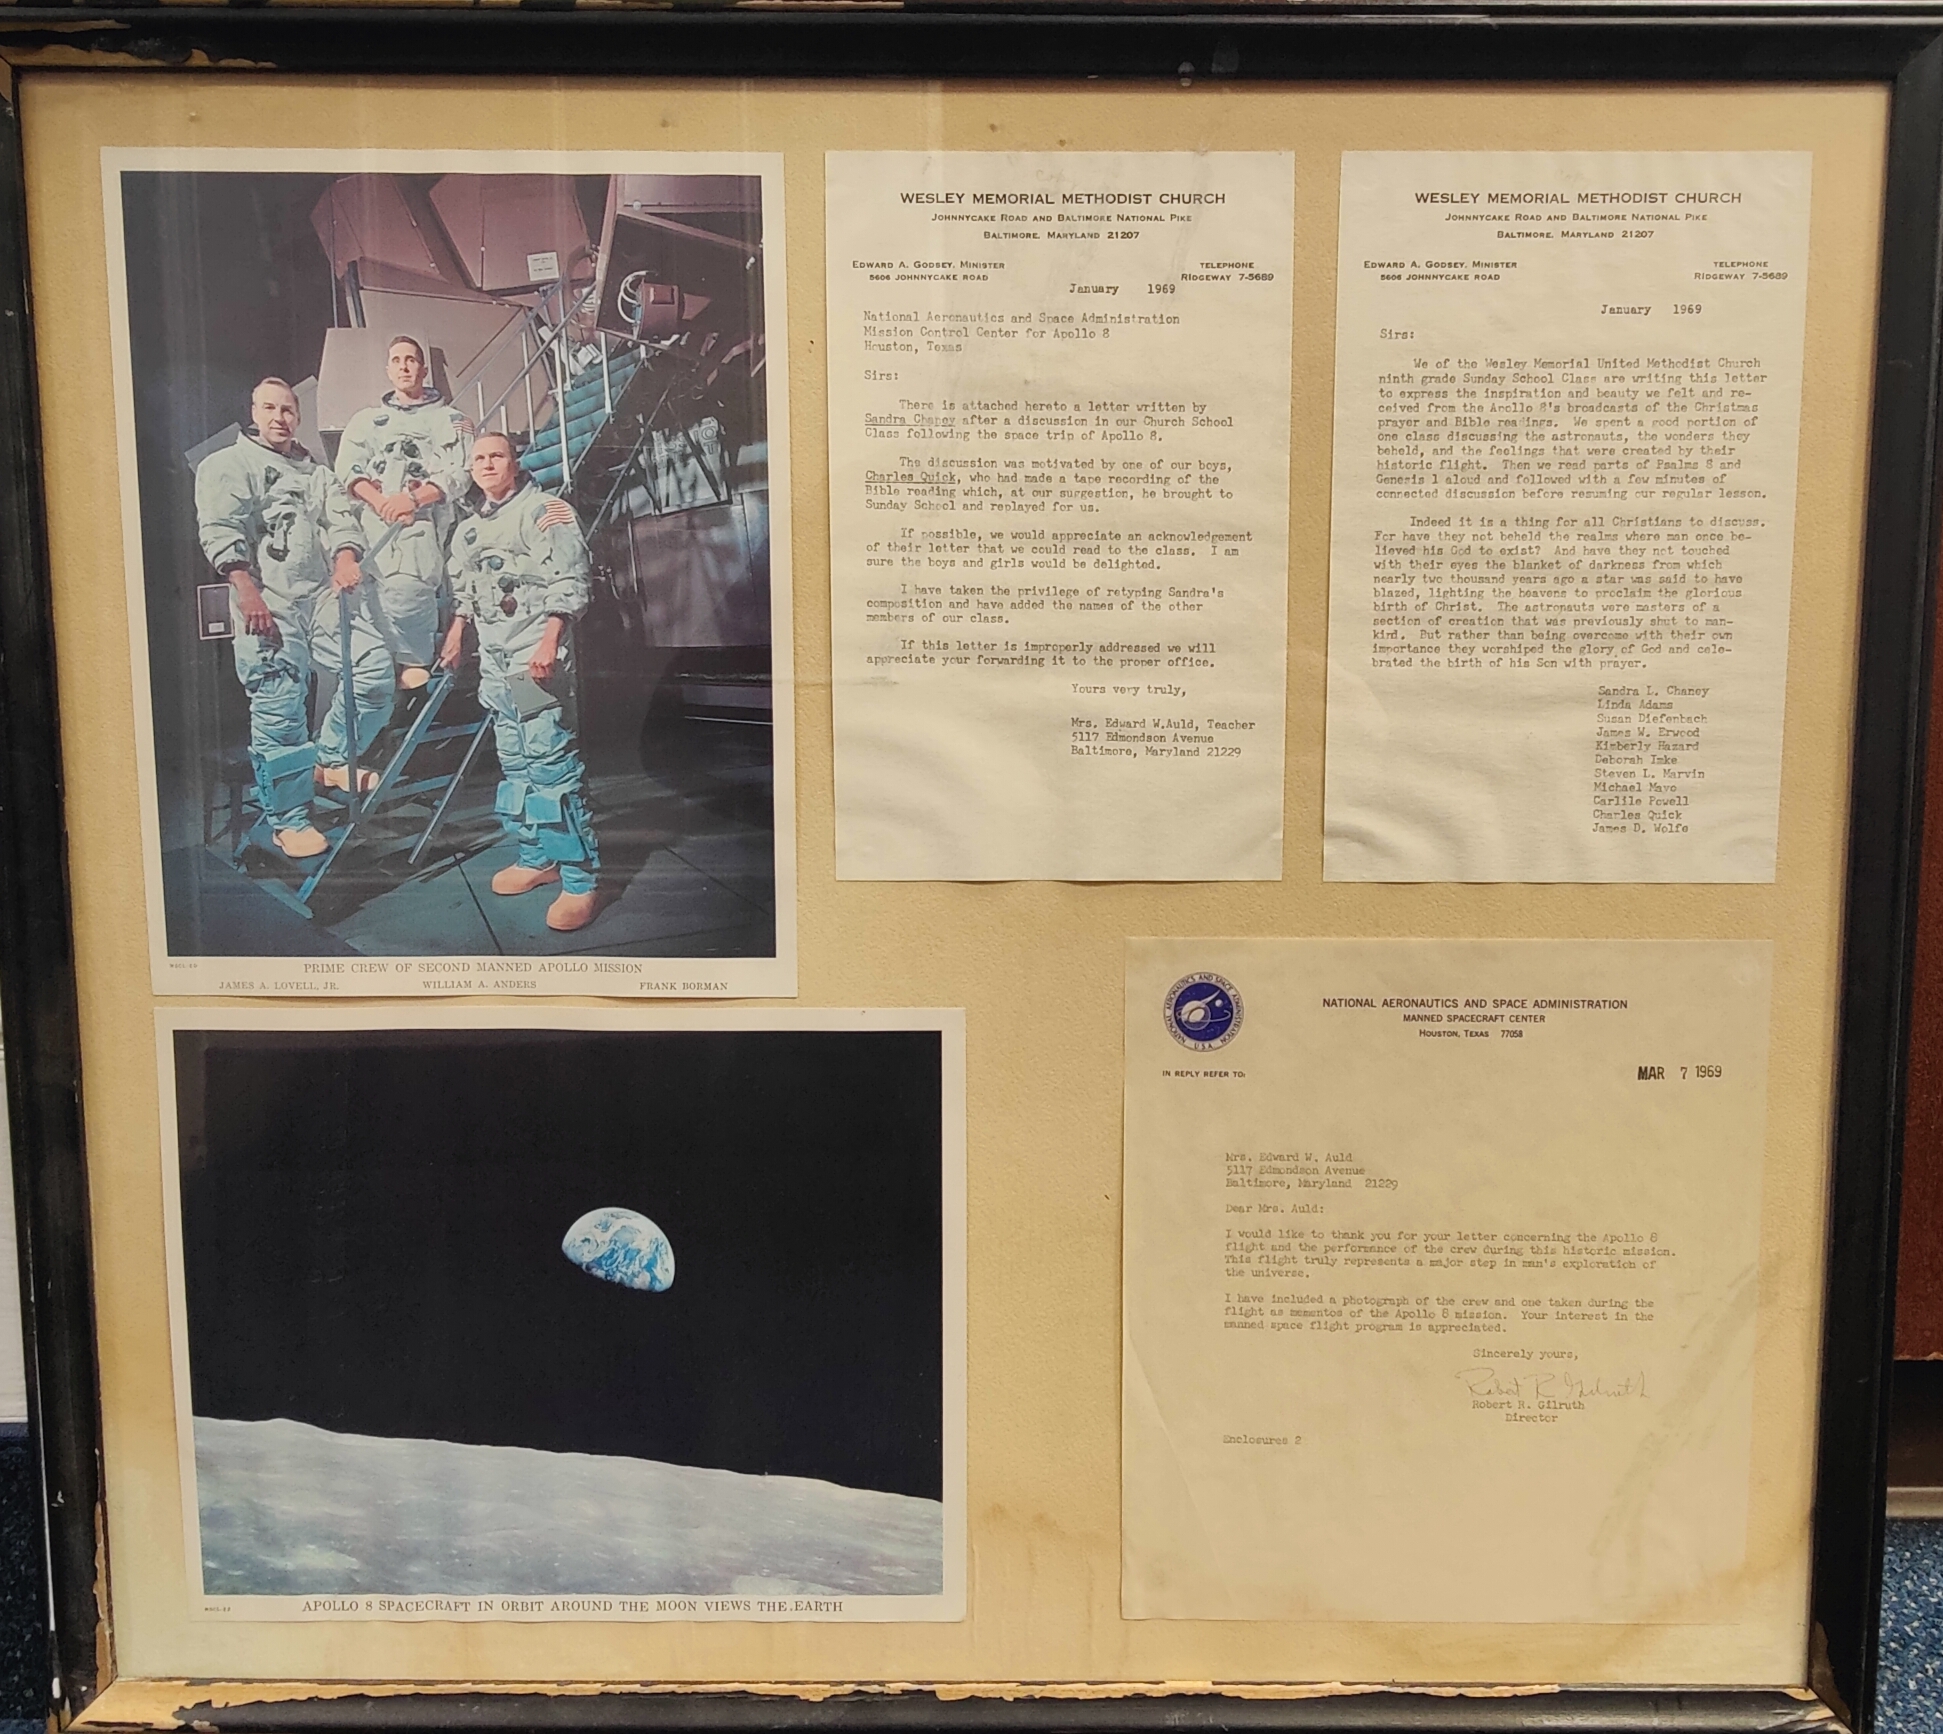 PRIME CREW OF SECOND MANNED APOLLO MISSION
JAMES A. LOVELL, JR. WILLIAM A. ANDERS FRANK BORMAN
APOLLO 8 SPACECRAFT IN ORBIT AROUND THE MOON VIEWS THE EARTH
WESLEY MEMORIAL METHODIST CHURCH
JOHNNYCAKE ROAD AND BALTIMORE NATIONAL PIKE
BALTIMORE, MARYLAND 21207
EDWARD A. GODSEY, MINISTER TELEPHONE
5606 JOHNNYCAKE ROAD RIDGEWAY 7-5689
January 1969
National Aeronautics and Space Administration
Mission Control Center for Apollo 8
Houston, Texas
Sirs:
There is attached hereto a letter written by
Sandra Chaney after a discussion in our Church School
Class following the space trip of Apollo 8.
The discussion was motivated by one of our boys,
Charles Quick, who had made a tape recording of the
Bible reading which, at our suggestion, he brought to
Sunday School and replayed for us.
If possible, we would appreciate an acknowledgement
of their letter that we could read to the class. I am
sure the boys and girls would be delighted.
I have taken the privilege of retyping Sandra's
composition and have added the names of the other
members of our class.
If this letter is improperly addressed we will
appreciate your forwarding it to the proper office.
Yours very truly,
Mrs. Edward W.Auld, Teacher
5117 Edmondson Avenue
Baltimore, Maryland 21229
WESLEY MEMORIAL METHODIST CHURCH
JOHNNYCAKE ROAD AND BALTIMORE NATIONAL PIKE
BALTIMORE, MARYLAND 21207
EDWARD A. GODSEY, MINISTER TELEPHONE
5606 JOHNNYCAKE ROAD RIDGEWAY 7-5689
January 1969
Sirs:
We of the Wesley Memorial United Methodist Church
ninth grade Sunday School Class are writing this letter
to express the inspiration and beauty we felt and re-
ceived from the Apollo 8's broadcasts of the Christmas
prayer and Bible readings. We spent a good portion of
one class discussing the astronauts, the wonders they
beheld, and the feelings that were created by their
historic flight. Then we read parts of Psalms 8 and
Genesis 1 aloud and followed with a few minutes of
connected discussion before resuming our regular lesson.
Indeed it is a thing for all Christians to discuss.
For have they not beheld the realms where man once be-
lieved his God to exist? And have they not touched
with their eyes the blanket of darkness from which
nearly two thousand years ago a star was said to have
blazed, lighting the heavens to proclaim the glorious
birth of Christ. The astronauts were masters of a
section of creation that was previously shut to man-
kind. But rather than being overcome with their own
importance they worshiped the glory of God and cele-
brated the birth of his Son with prayer.
Sandra L. Chaney
Linda Adams
Susan Diefenbach
James W. Erwood
Kimberly Hazard
Deborah Imke
Steven L. Marvin
Michael Mayo
Carlile Powell
Charles Quick
James D. Wolfe
NATIONAL AERONAUTICS AND SPACE ADMINISTRATION
U.S.A.
NATIONAL AERONAUTICS AND SPACE ADMINISTRATION
MANNED SPACECRAFT CENTER
HOUSTON, TEXAS 77058
IN REPLY REFER TO:
MAR 7 1969
Mrs. Edward W. Auld
5117 Edmondson Avenue
Baltimore, Maryland 21229
Dear Mrs. Auld:
I would like to thank you for your letter concerning the Apollo 8
flight and the performance of the crew during this historic mission.
This flight truly represents a major step in man's exploration of
the universe.
I have included a photograph of the crew and one taken during the
flight as mementos of the Apollo 8 mission. Your interest in the
manned space flight program is appreciated.
Sincerely yours,
Robert R. Gilruth
Robert R. Gilruth
Director
Enclosures 2